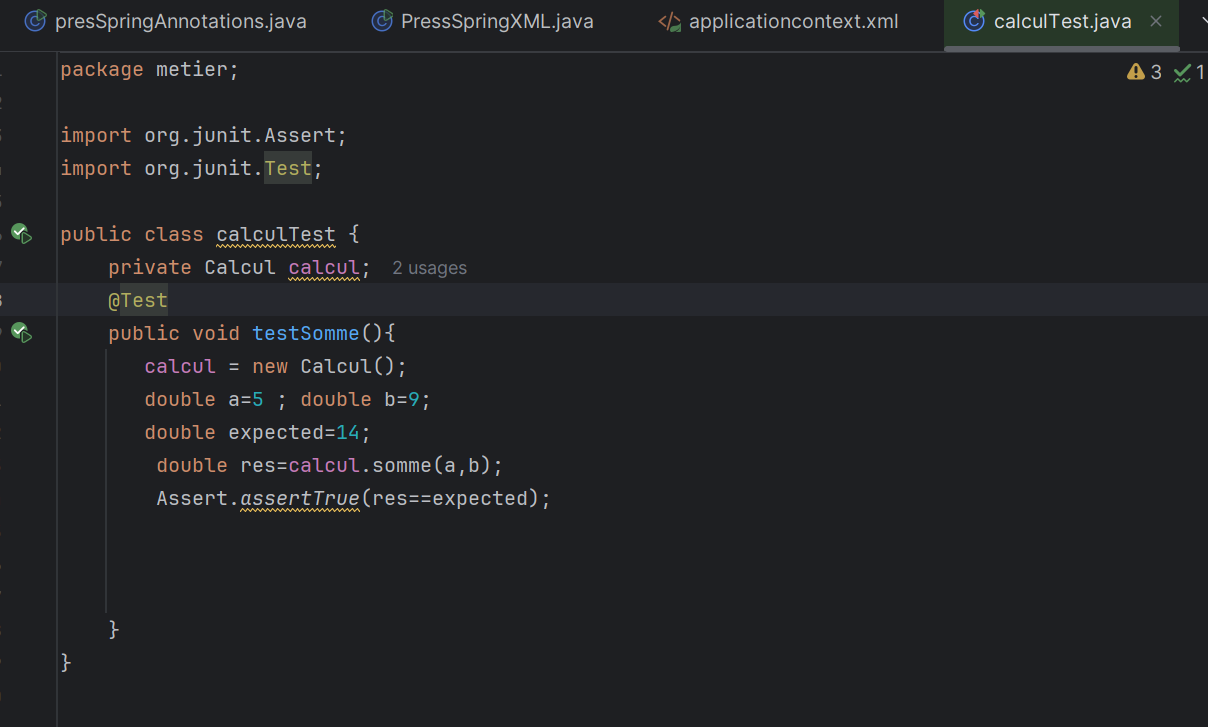 presSpringAnnotations.java PressSpringXML.java </> applicationcontext.xml calculTest.java
package metier;
3 1
import org.junit.Assert;
import org.junit.Test;
public class calculTest {
private Calcul calcul; 2 usages
@Test
public void testSomme(){
calcul = new Calcul();
double a=5 ; double b=9;
double expected=14;
double res=calcul.somme(a,b);
Assert.assertTrue(res==expected);
}
}